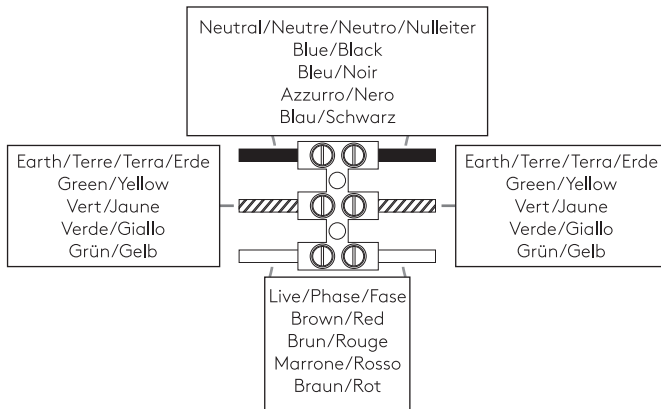 Neutral/Neutre/Neutro/Nulleiter
Blue/Black
Bleu/Noir
Azzurro/Nero
Blau/Schwarz
Earth/Terre/Terra/Erde
Green/Yellow
Vert/Jaune
Verde/Giallo
Grün/Gelb
Earth/Terre/Terra/Erde
Green/Yellow
Vert/Jaune
Verde/Giallo
Grün/Gelb
Live/Phase/Fase
Brown/Red
Brun/Rouge
Marrone/Rosso
Braun/Rot